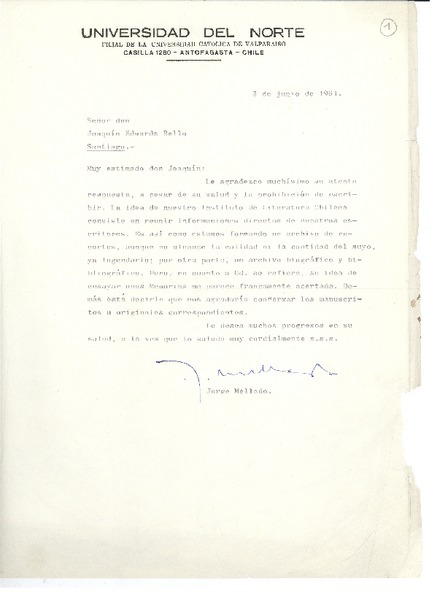 1
UNIVERSIDAD DEL NORTE
FILIAL DE LA UNIVERSIDAD CATOLICA DE VALPARAISO
CASILLA 1280 - ANTOFAGASTA - CHILE
3 de junio de 1981.
Señor don
Joaquín Edwards Bello
Santiago.-
Muy estimado don Joaquín:
Le agradezco muchísimo su atenta
respuesta, a pesar de su salud y la prohibición de escri-
bir. La idea de nuestro Instituto de Literatura Chilena
consiste en reunir informaciones directas de nuestros es-
critores. Es así como estamos formando un archivo de re-
cortes, aunque no alcance la calidad ni la cantidad del suyo,
ya legendario; por otra parte, un archivo biográfico y bi-
bliográfico. Pero, en cuanto a Ud. se refiere, su idea de
ensayar unas Memorias me parece francamente acertada. De-
más está decirle que nos agradaría conservar los manuscri-
tos u originales correspondientes.
Le deseo muchos progresos en su
salud, a la vez que lo saludo muy cordialmente s.s.s.
Jorge Mellado.